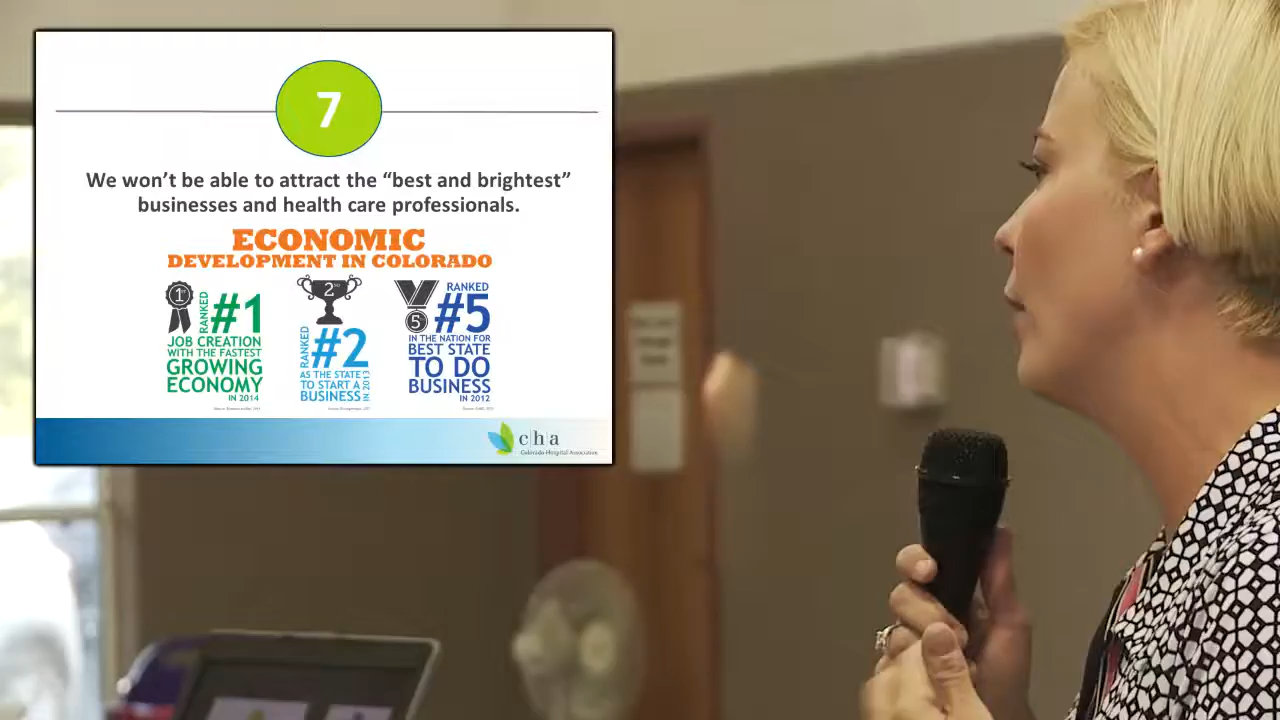 7
We won’t be able to attract the “best and brightest”
businesses and health care professionals.
ECONOMIC
DEVELOPMENT IN COLORADO
1ST
RANKED
#1
JOB CREATION
WITH THE FASTEST
GROWING
ECONOMY
IN 2014
2ND
RANKED
#2
AS THE STATE
TO START A
BUSINESS
IN 2013
5
RANKED
#5
IN THE NATION FOR
BEST STATE
TO DO
BUSINESS
IN 2012
c|h|a
Colorado Hospital Association